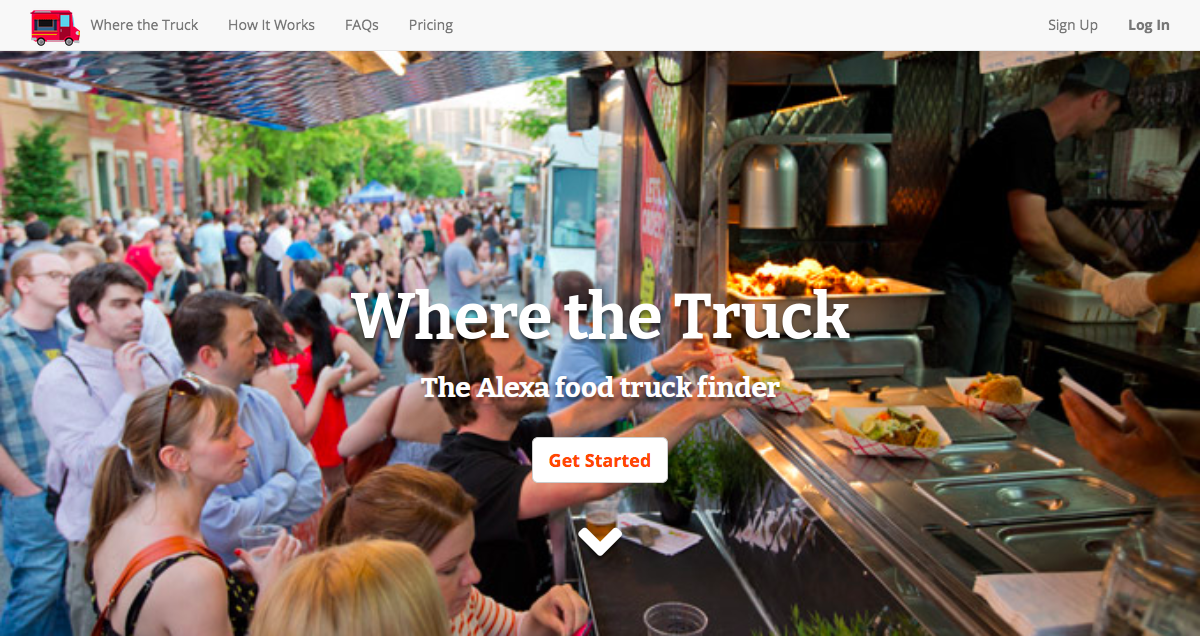 Where the Truck
How It Works
FAQs
Pricing
Sign Up
Log In
Where the Truck
The Alexa food truck finder
Get Started